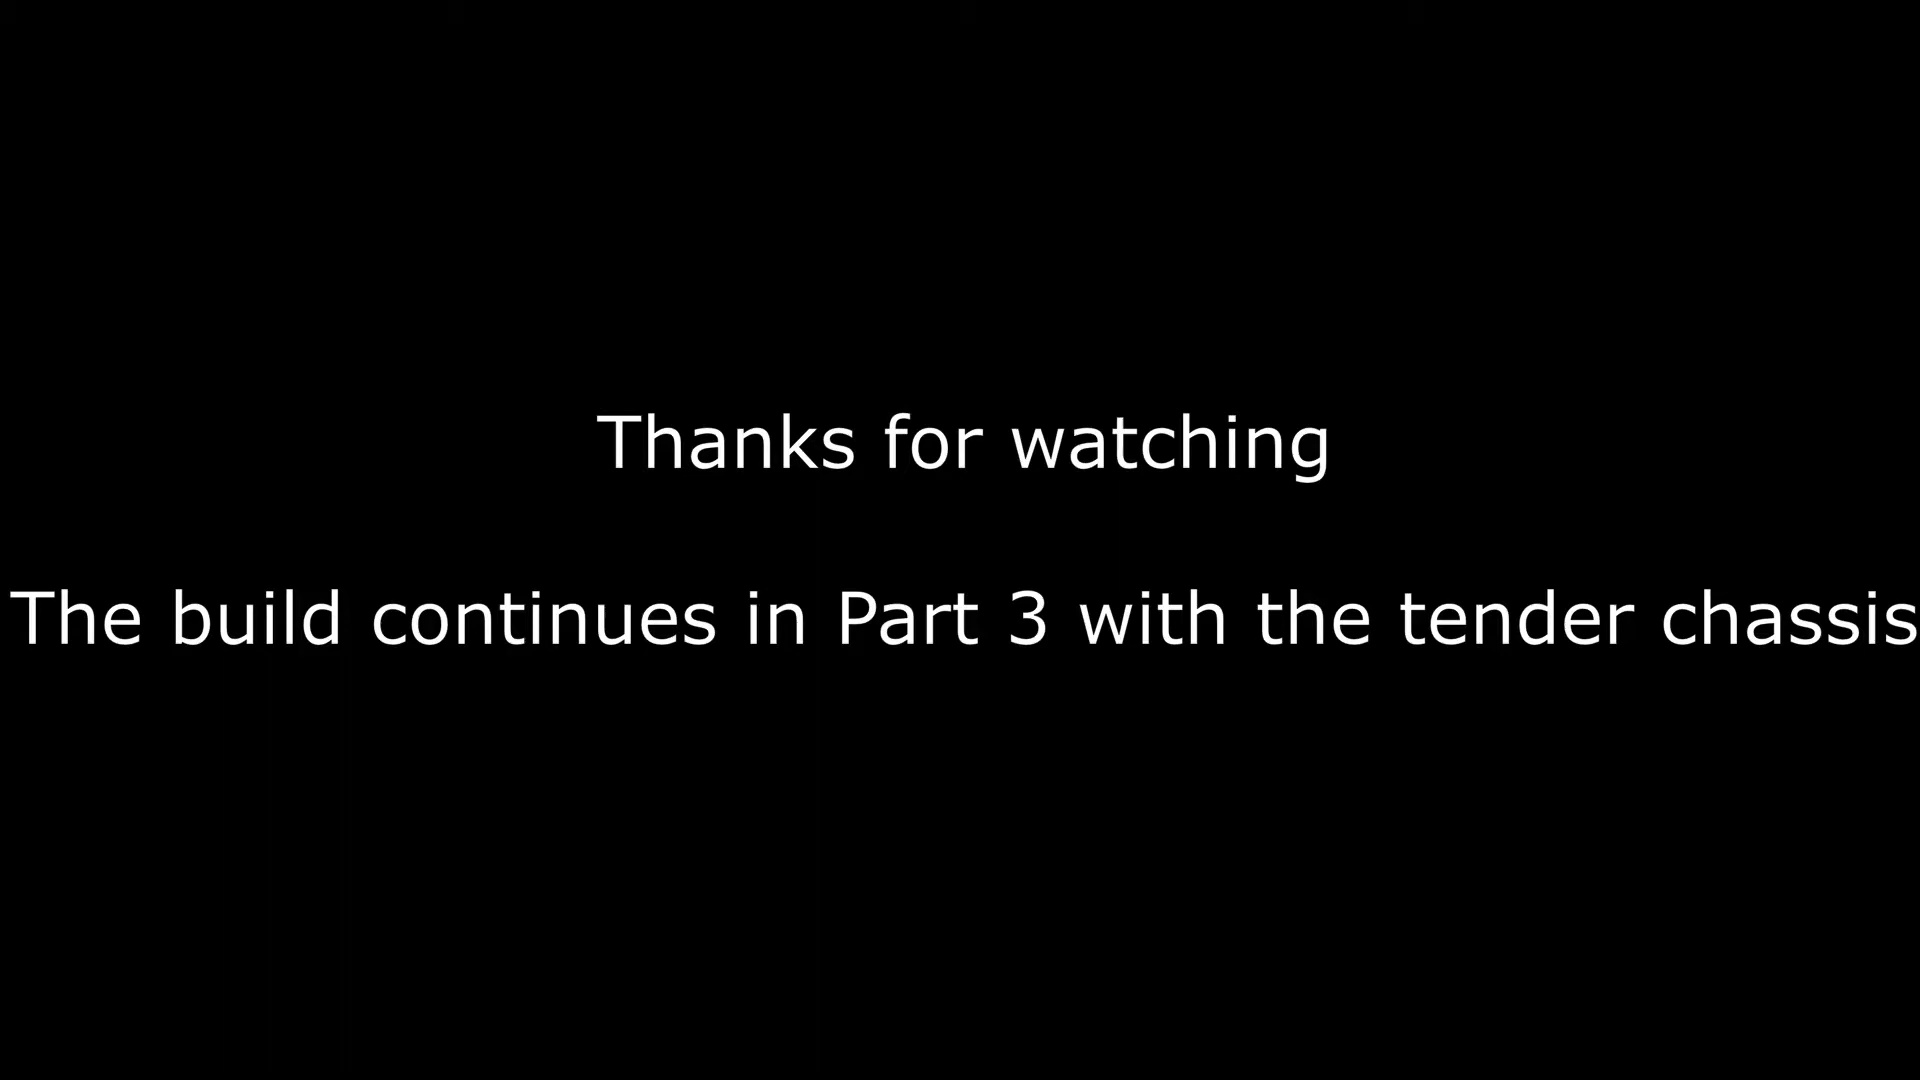 Thanks for watching
The build continues in Part 3 with the tender chassis